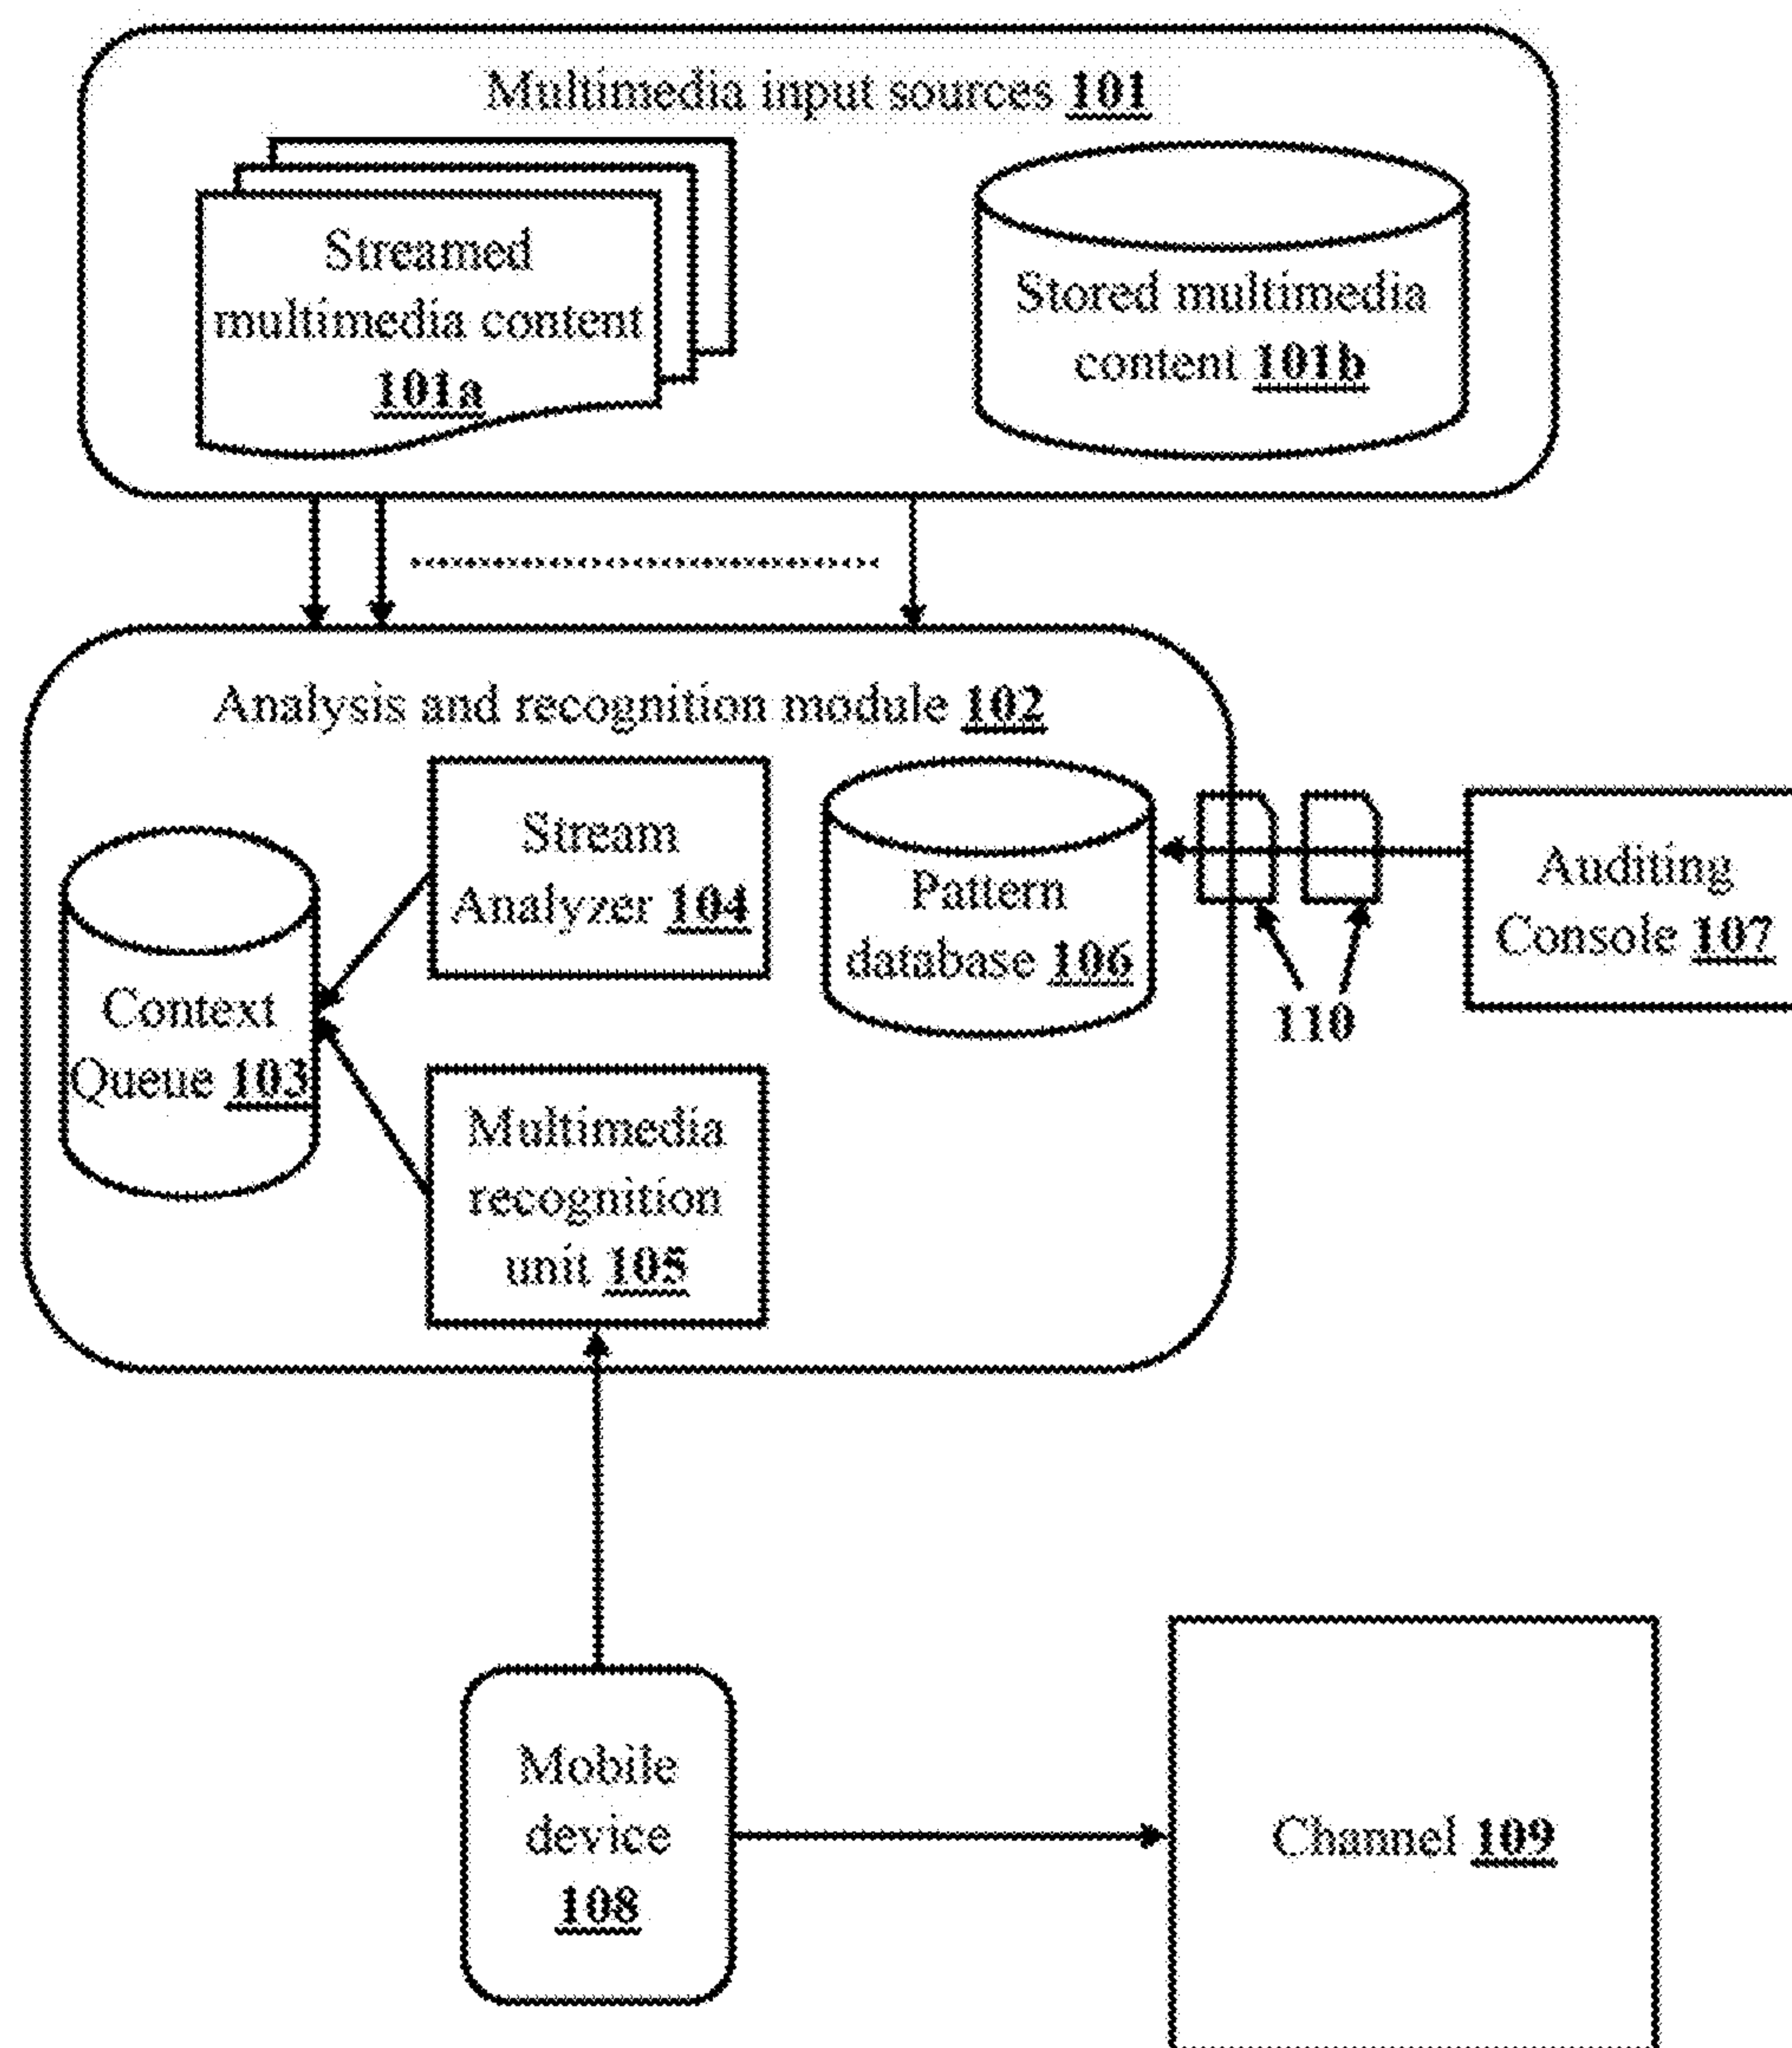 Multimedia input sources 101
Streamed
multimedia content
101a
Stored multimedia
content 101b
Analysis and recognition module 102
Stream
Analyzer 104
Pattern
database 106
Auditing
Console 107
110
Context
Queue 103
Multimedia
recognition
unit 105
Mobile
device
108
Channel 109